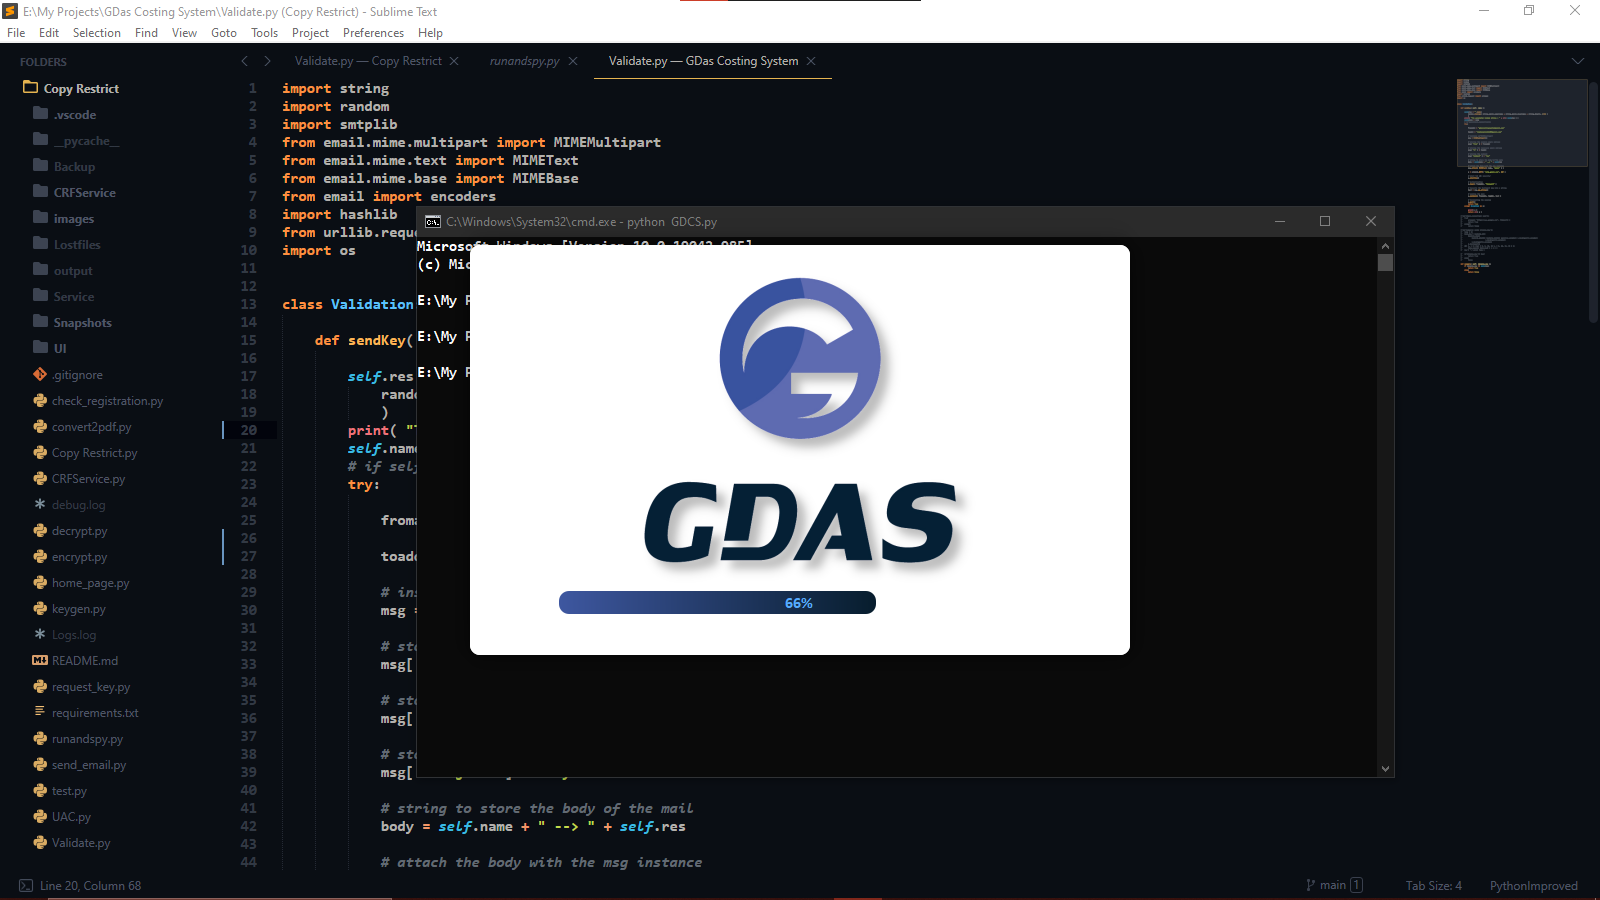 E:\My Projects\GDas Costing System\Validate.py (Copy Restrict) - Sublime Text
File Edit Selection Find View Goto Tools Project Preferences Help
FOLDERS
Copy Restrict
.vscode
__pycache__
Backup
CRFService
images
Lostfiles
output
Service
Snapshots
UI
.gitignore
check_registration.py
convert2pdf.py
Copy Restrict.py
CRFService.py
debug.log
decrypt.py
encrypt.py
home_page.py
keygen.py
Logs.log
README.md
request_key.py
requirements.txt
runandspy.py
send_email.py
test.py
UAC.py
Validate.py
Validate.py — Copy Restrict
runandspy.py
Validate.py — GDas Costing System
1 import string
2 import random
3 import smtplib
4 from email.mime.multipart import MIMEMultipart
5 from email.mime.text import MIMEText
6 from email.mime.base import MIMEBase
7 from email import encoders
8 import hashlib
9 from urllib.reque
10 import os
11
12
13 class Validation
14
15 def sendKey(
16
17 self.res
18 rando
19 )
20 print( "
21 self.name
22 # if self
23 try:
24
25 froma
26
27 toadd
28
29 # ins
30 msg =
31
32 # sto
33 msg[
34
35 # sto
36 msg[
37
38 # sto
39 msg[
40
41 # string to store the body of the mail
42 body = self.name + " --> " + self.res
43
44 # attach the body with the msg instance
C:\Windows\System32\cmd.exe - python GDCS.py
Microsoft Windows [Version 10.0.19042.985]
(c) Mic
E:\My P
E:\My P
E:\My P
GDAS
66%
Line 20, Column 68
main 1
Tab Size: 4
PythonImproved